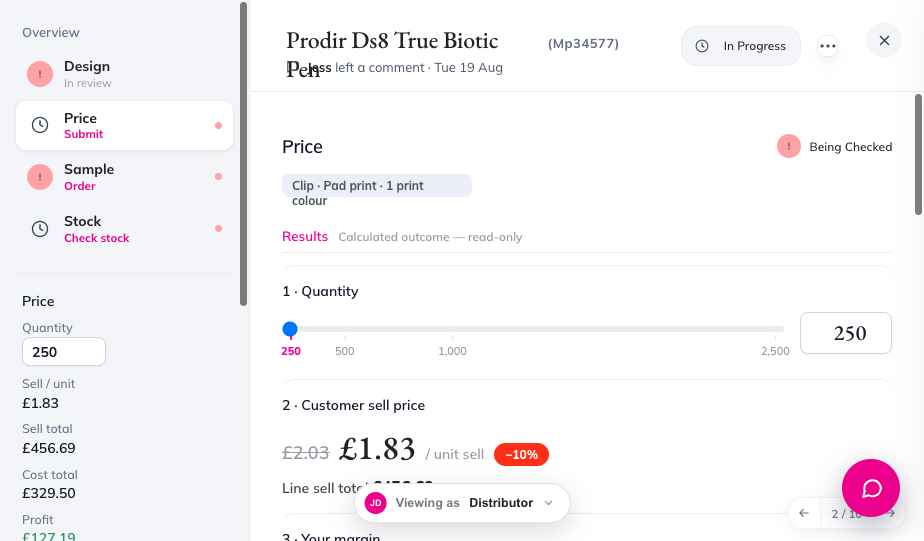 Overview
Design
In review
Price
Submit
Sample
Order
Stock
Check stock
Price
Quantity
250
Sell / unit
£1.83
Sell total
£456.69
Cost total
£329.50
Profit
£127.19
Prodir Ds8 True Biotic
Pen
(Mp34577)
Jess left a comment · Tue 19 Aug
In Progress
Price
Being Checked
Clip · Pad print · 1 print
colour
Results Calculated outcome — read-only
1 · Quantity
250
500
1,000
2,500
250
2 · Customer sell price
£2.03 £1.83 / unit sell −10%
Line sell total
JD Viewing as Distributor
2 /
3 · Your margin